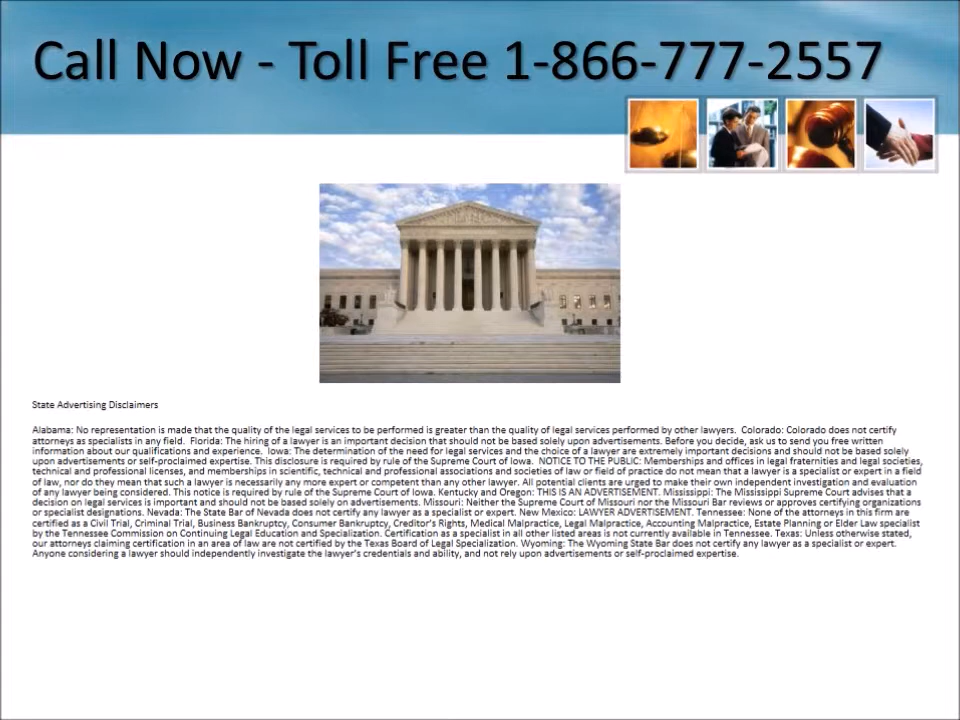 Call Now - Toll Free 1-866-777-2557
State Advertising Disclaimers
Alabama: No representation is made that the quality of the legal services to be performed is greater than the quality of legal services performed by other lawyers.  Colorado: Colorado does not certify
attorneys as specialists in any field.  Florida: The hiring of a lawyer is an important decision that should not be based solely upon advertisements. Before you decide, ask us to send you free written
information about our qualifications and experience.  Iowa: The determination of the need for legal services and the choice of a lawyer are extremely important decisions and should not be based solely
upon advertisements or self-proclaimed expertise. This disclosure is required by rule of the Supreme Court of Iowa.  NOTICE TO THE PUBLIC: Memberships and offices in legal fraternities and legal societies,
technical and professional licenses, and memberships in scientific, technical and professional associations and societies of law or field of practice do not mean that a lawyer is a specialist or expert in a field
of law, nor do they mean that such a lawyer is necessarily any more expert or competent than any other lawyer. All potential clients are urged to make their own independent investigation and evaluation
of any lawyer being considered. This notice is required by rule of the Supreme Court of Iowa. Kentucky and Oregon: THIS IS AN ADVERTISEMENT. Mississippi: The Mississippi Supreme Court advises that a
decision on legal services is important and should not be based solely on advertisements. Missouri: Neither the Supreme Court of Missouri nor the Missouri Bar reviews or approves certifying organizations
or specialist designations. Nevada: The State Bar of Nevada does not certify any lawyer as a specialist or expert. New Mexico: LAWYER ADVERTISEMENT. Tennessee: None of the attorneys in this firm are
certified as a Civil Trial, Criminal Trial, Business Bankruptcy, Consumer Bankruptcy, Creditor's Rights, Medical Malpractice, Legal Malpractice, Accounting Malpractice, Estate Planning or Elder Law specialist
by the Tennessee Commission on Continuing Legal Education and Specialization. Certification as a specialist in all other listed areas is not currently available in Tennessee. Texas: Unless otherwise stated,
our attorneys claiming certification in an area of law are not certified by the Texas Board of Legal Specialization. Wyoming: The Wyoming State Bar does not certify any lawyer as a specialist or expert.
Anyone considering a lawyer should independently investigate the lawyer's credentials and ability, and not rely upon advertisements or self-proclaimed expertise.